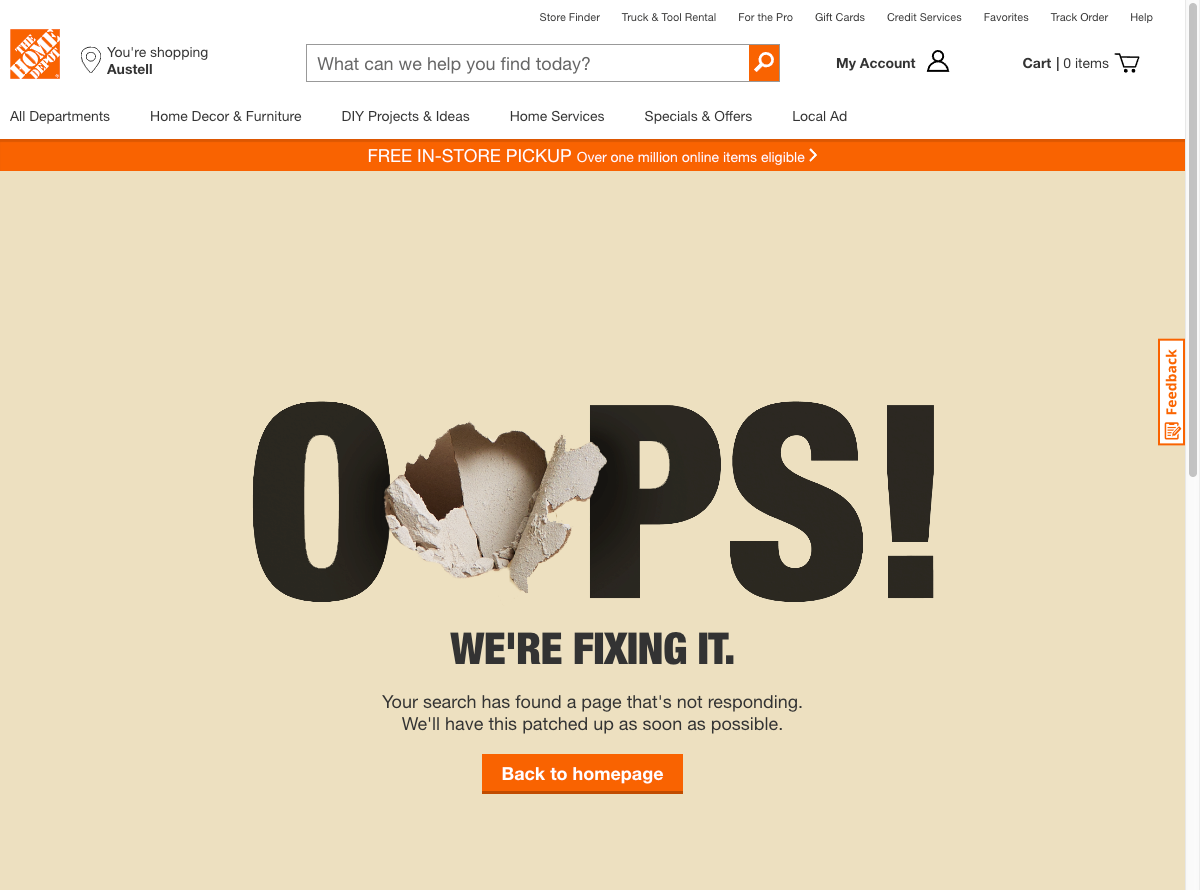 Store Finder Truck & Tool Rental For the Pro Gift Cards Credit Services Favorites Track Order Help
THE HOME DEPOT
You're shopping
Austell
What can we help you find today?
My Account
Cart | 0 items
All Departments Home Decor & Furniture DIY Projects & Ideas Home Services Specials & Offers Local Ad
FREE IN-STORE PICKUP Over one million online items eligible
Feedback
OOPS!
WE'RE FIXING IT.
Your search has found a page that's not responding.
We'll have this patched up as soon as possible.
Back to homepage